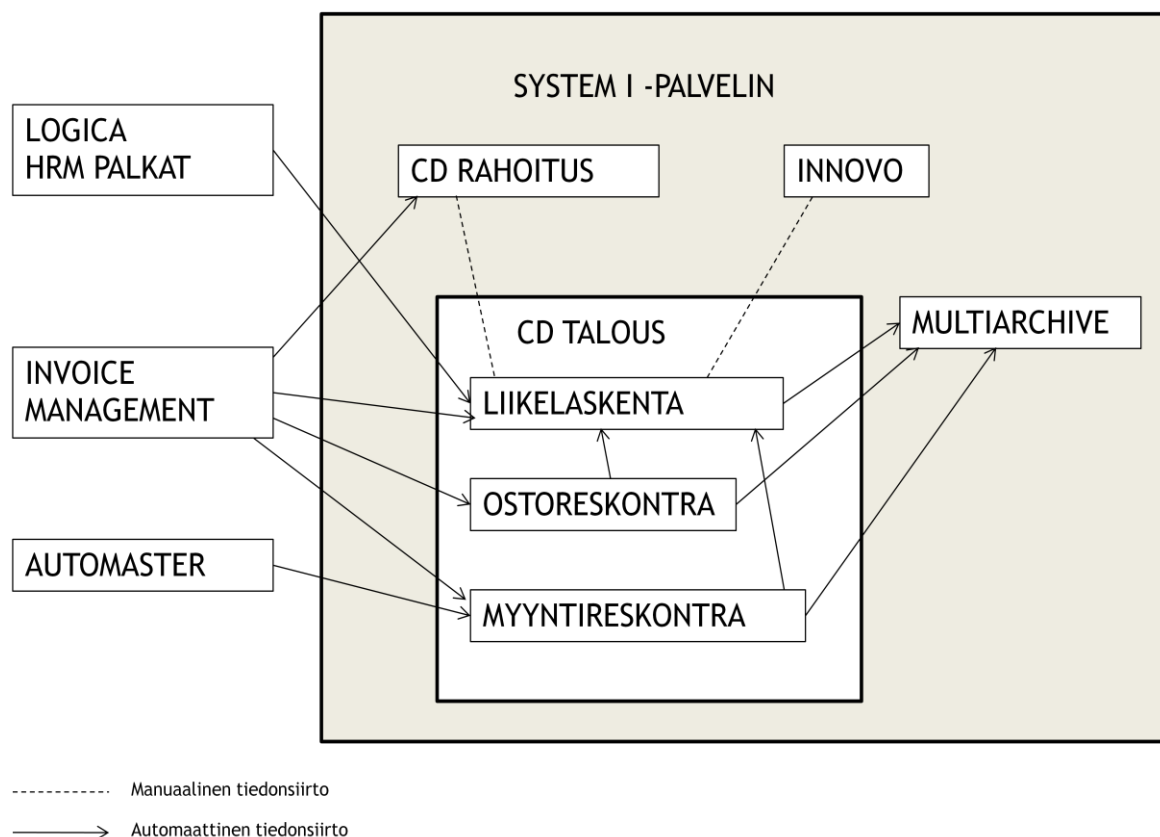 SYSTEM I -PALVELIN
LOGICA
HRM PALKAT
CD RAHOITUS
INNOVO
CD TALOUS
MULTIARCHIVE
INVOICE
MANAGEMENT
LIIKELASKENTA
OSTORESKONTRA
AUTOMASTER
MYYNTIRESKONTRA
Manuaalinen tiedonsiirto
Automaattinen tiedonsiirto